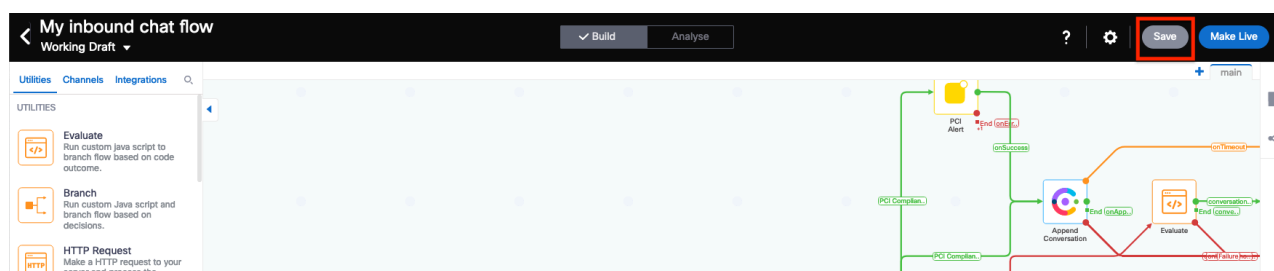 My inbound chat flow
Working Draft
Build
Analyse
?
Save
Make Live
Utilities
Channels
Integrations
+ main
UTILITIES
Evaluate
Run custom java script to
branch flow based on code
outcome.
Branch
Run custom Java script and
branch flow based on
decisions.
HTTP
HTTP Request
Make a HTTP request to your
PCI
Alert
End onErr..
+1
onSuccess
onTimeout
PCI Complian..
End onApp..
Append
Conversation
conversation..
End conve..
Evaluate
PCI Complian..